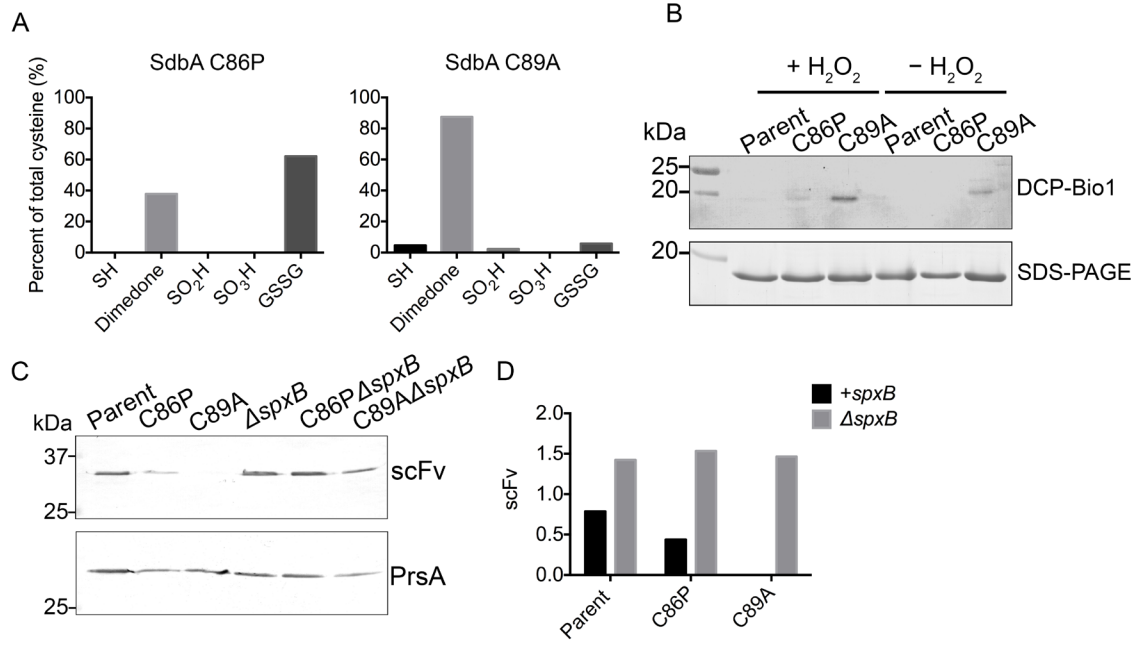 A
SdbA C86P
SdbA C89A
Percent of total cysteine (%)
100
80
60
40
20
0
SH
Dimedone
SO2H
SO3H
GSSG
100
80
60
40
20
0
SH
Dimedone
SO2H
SO3H
GSSG
B
+ H2O2
− H2O2
kDa
Parent
C86P
C89A
Parent
C86P
C89A
25
20
DCP-Bio1
20
SDS-PAGE
C
kDa
Parent
C86P
C89A
ΔspxB
C86PΔspxB
C89AΔspxB
37
25
scFv
25
PrsA
D
+spxB
ΔspxB
scFv
2.0
1.5
1.0
0.5
0.0
Parent
C86P
C89A